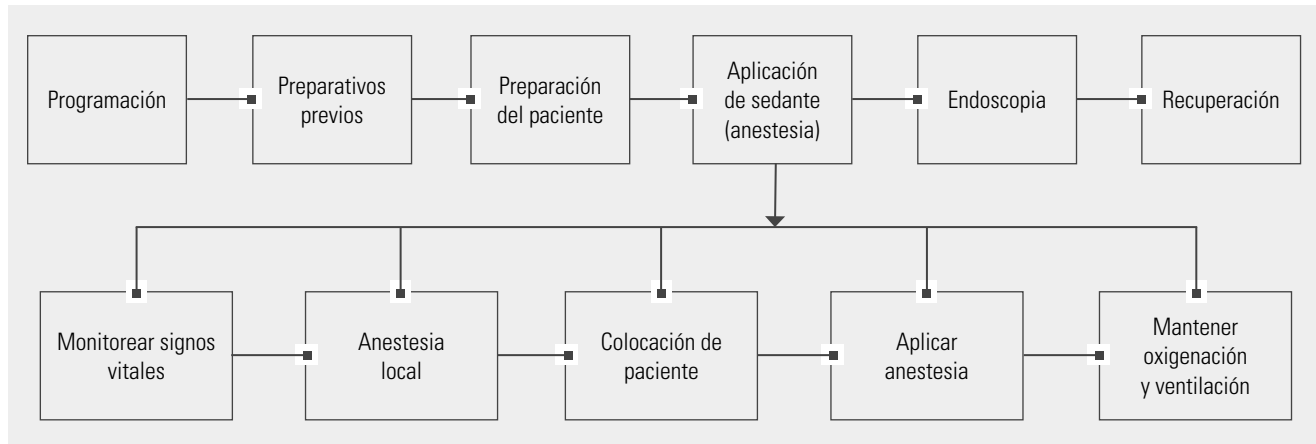 Programación
Preparativos
previos
Preparación
del paciente
Aplicación
de sedante
(anestesia)
Endoscopia
Recuperación
Monitorear signos
vitales
Anestesia
local
Colocación de
paciente
Aplicar
anestesia
Mantener
oxigenación
y ventilación